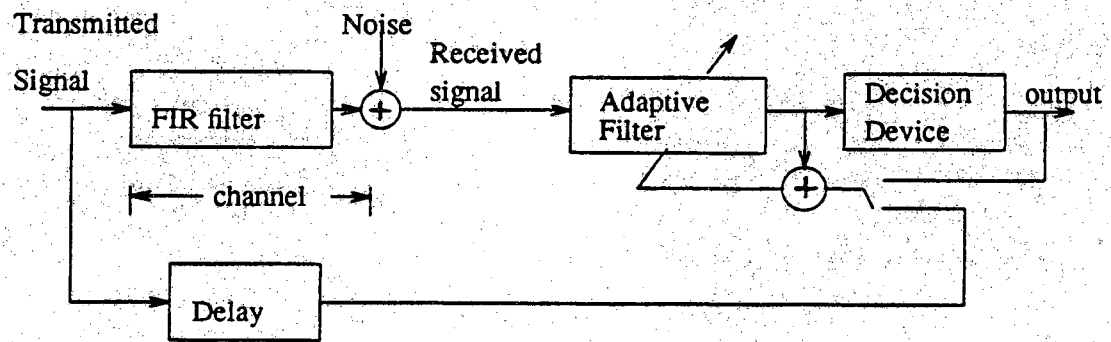 Transmitted
Signal
FIR filter
Noise
+
Received
signal
Adaptive
Filter
Decision
Device
output
+
channel
Delay